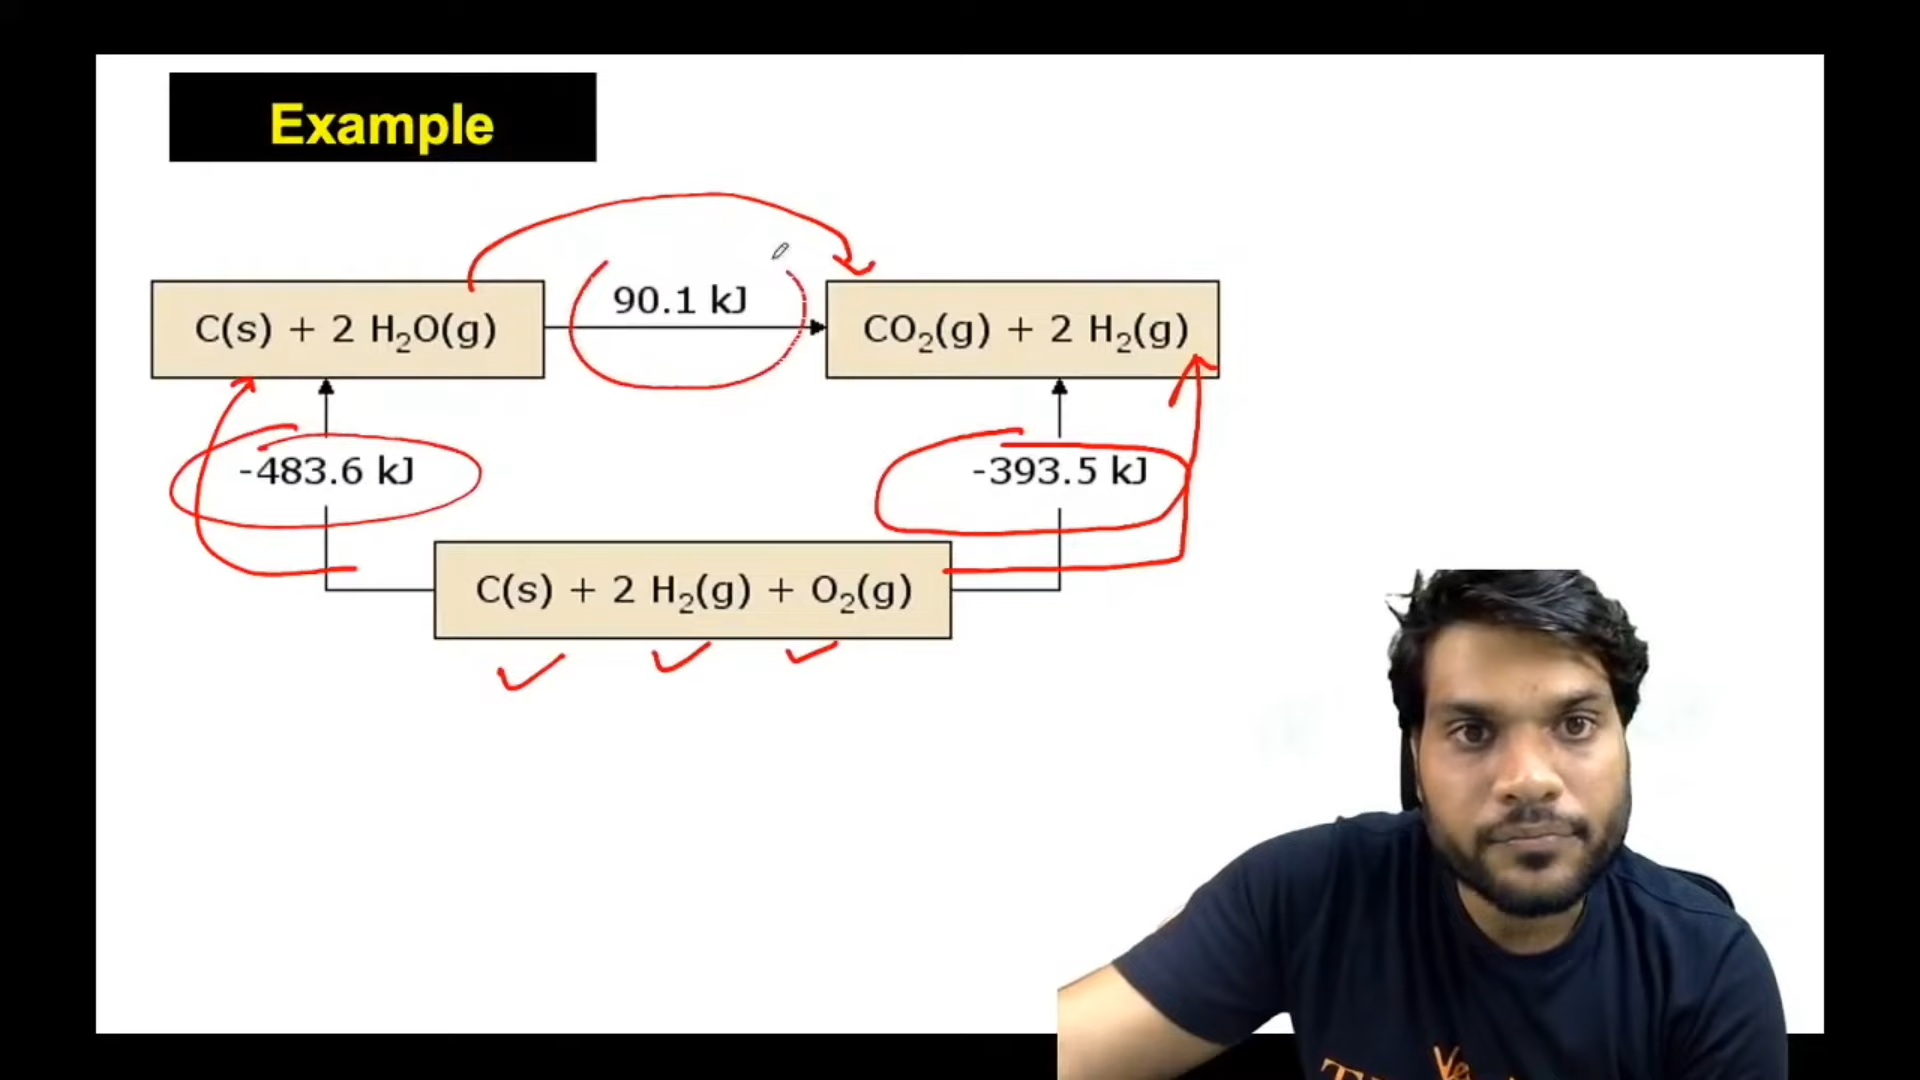 Example
90.1 kJ
C(s) + 2 H₂O(g)
CO₂(g) + 2 H₂(g)
-483.6 kJ
-393.5 kJ
C(s) + 2 H₂(g) + O₂(g)